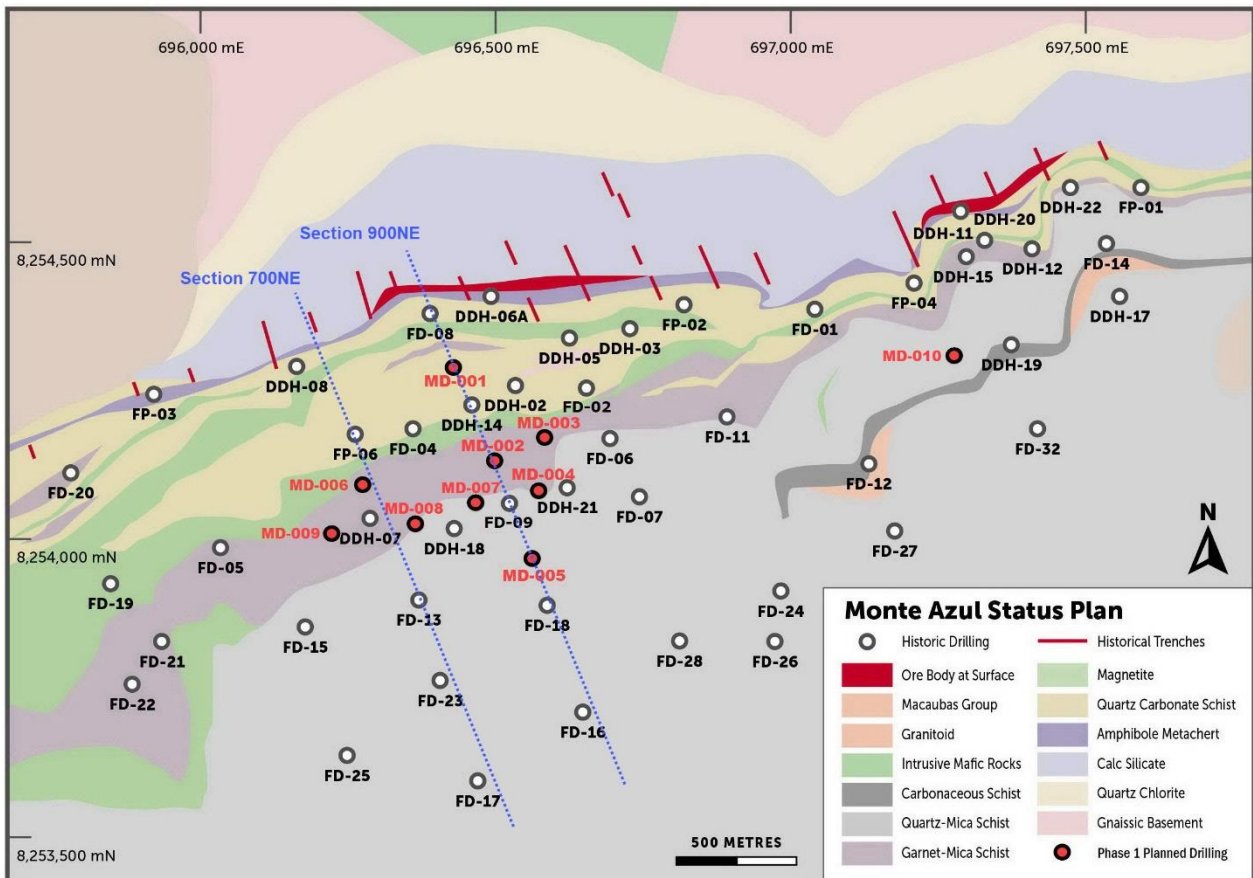 696,000 mE
696,500 mE
697,000 mE
697,500 mE
8,254,500 mN
8,254,000 mN
8,253,500 mN
Section 900NE
Section 700NE
DDH-11
DDH-20
DDH-22
FP-01
DDH-15
DDH-12
FD-14
FP-04
DDH-17
FD-08
DDH-06A
FP-02
FD-01
DDH-05
DDH-03
MD-010
DDH-19
DDH-08
MD-001
FP-03
DDH-02
FD-02
DDH-14
MD-003
FD-11
FP-06
FD-04
FD-06
FD-32
MD-002
FD-20
MD-006
MD-004
FD-12
MD-007
DDH-21
FD-07
MD-008
FD-09
MD-009
DDH-07
DDH-18
FD-27
FD-05
MD-005
FD-19
FD-13
FD-18
FD-24
FD-15
FD-21
FD-28
FD-26
FD-22
FD-23
FD-16
FD-25
FD-17
N
500 METRES
Monte Azul Status Plan
Historic Drilling
Historical Trenches
Ore Body at Surface
Magnetite
Macaubas Group
Quartz Carbonate Schist
Granitoid
Amphibole Metachert
Intrusive Mafic Rocks
Calc Silicate
Carbonaceous Schist
Quartz Chlorite
Quartz-Mica Schist
Gnaissic Basement
Garnet-Mica Schist
Phase 1 Planned Drilling